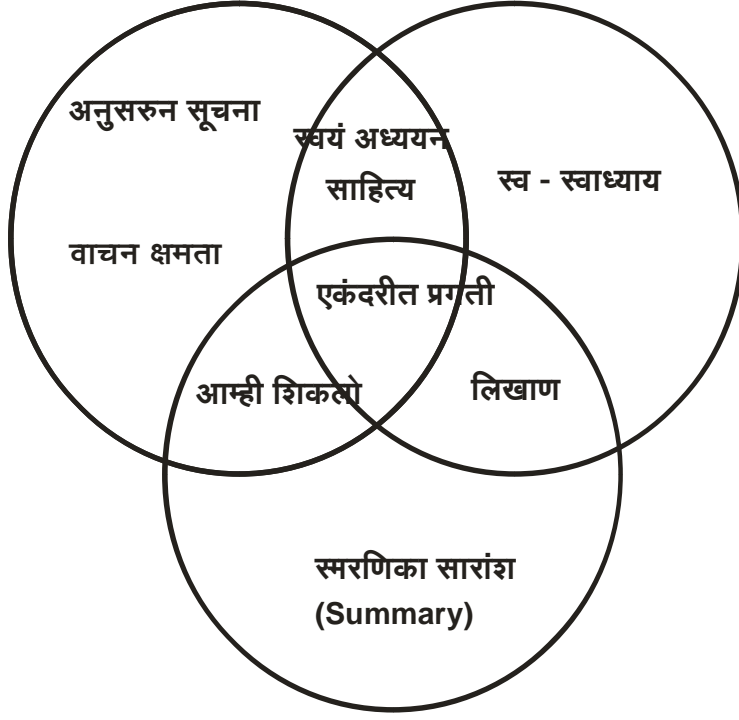 अनुसरुन सूचना
स्वयं अध्ययन
साहित्य
स्व - स्वाध्याय
वाचन क्षमता
एकंदरीत प्रगती
आम्ही शिकलो
लिखाण
स्मरणिका सारांश
(Summary)